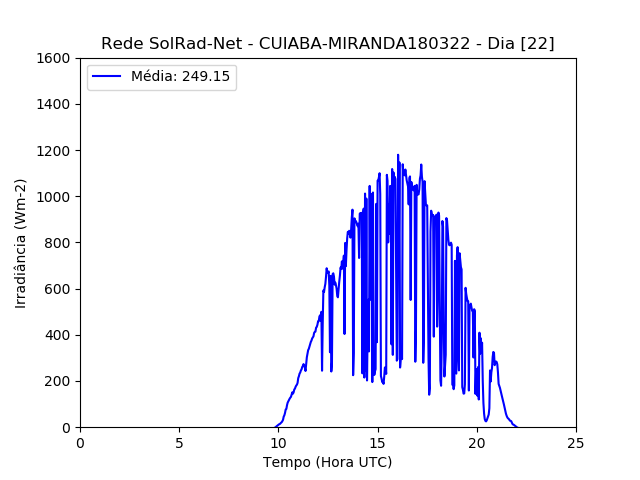 Rede SolRad-Net - CUIABA-MIRANDA180322 - Dia [22]
Média: 249.15
1600
1400
1200
1000
800
600
400
200
0
Irradiância (Wm-2)
0 5 10 15 20 25
Tempo (Hora UTC)